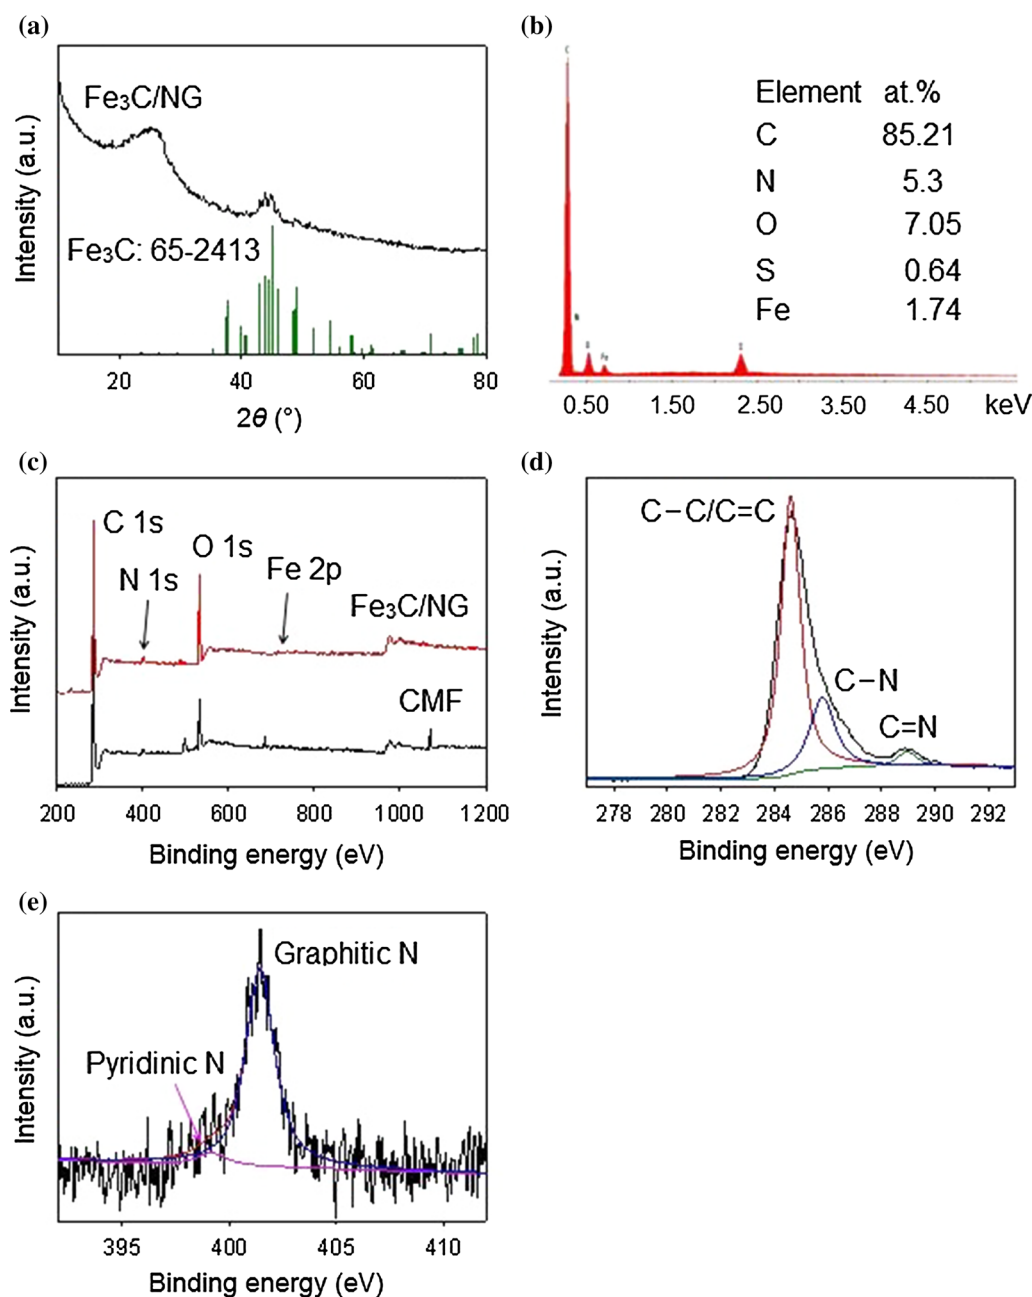 (a)
Intensity (a.u.)
Fe₃C/NG
Fe₃C: 65-2413
20 40 60 80
2θ (°)
(b)
C
Element at.%
C 85.21
N 5.3
O 7.05
S 0.64
Fe 1.74
0.50 1.50 2.50 3.50 4.50 keV
(c)
Intensity (a.u.)
C 1s
N 1s
O 1s
Fe 2p
Fe₃C/NG
CMF
200 400 600 800 1000 1200
Binding energy (eV)
(d)
Intensity (a.u.)
C−C/C=C
C−N
C=N
278 280 282 284 286 288 290 292
Binding energy (eV)
(e)
Intensity (a.u.)
Graphitic N
Pyridinic N
395 400 405 410
Binding energy (eV)